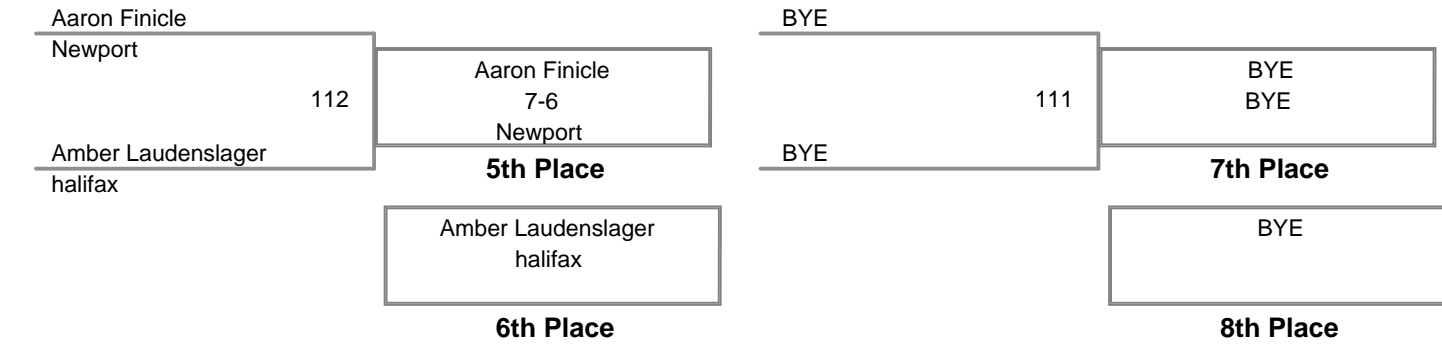 Aaron Finicle
Newport
112
Aaron Finicle
7-6
Newport
Amber Laudenslager
halifax
5th Place
Amber Laudenslager
halifax
6th Place
BYE
111
BYE
BYE
BYE
7th Place
BYE
8th Place